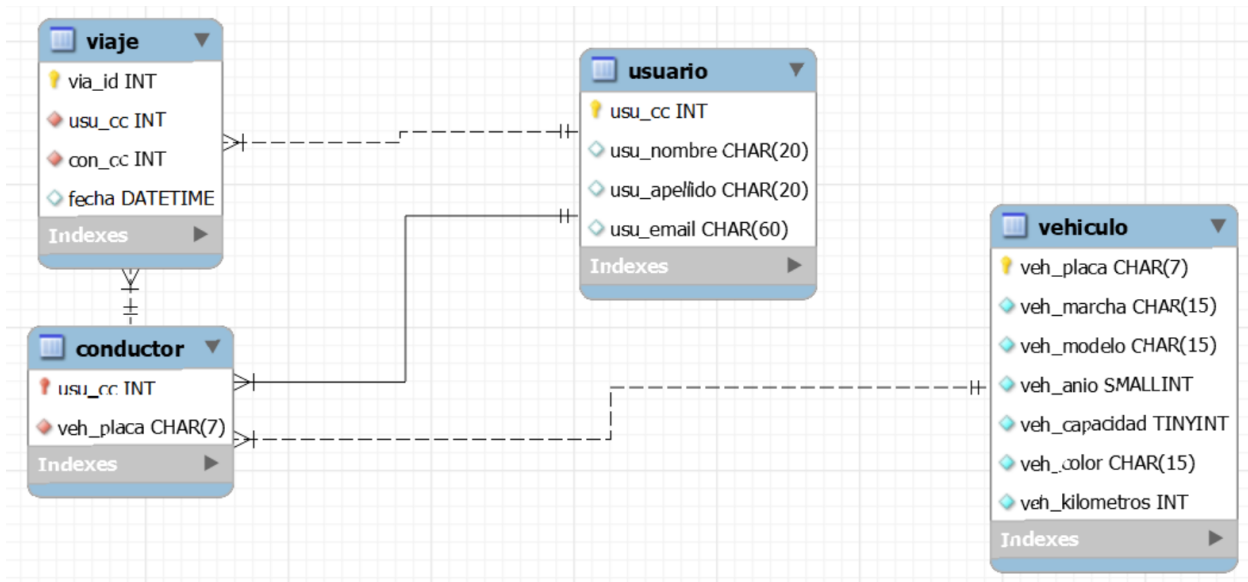 viaje
via_id INT
usu_cc INT
con_cc INT
fecha DATETIME
Indexes
usuario
usu_cc INT
usu_nombre CHAR(20)
usu_apellido CHAR(20)
usu_email CHAR(60)
Indexes
conductor
usu_cc INT
veh_placa CHAR(7)
Indexes
vehiculo
veh_placa CHAR(7)
veh_marcha CHAR(15)
veh_modelo CHAR(15)
veh_anio SMALLINT
veh_capacidad TINYINT
veh_color CHAR(15)
veh_kilometros INT
Indexes